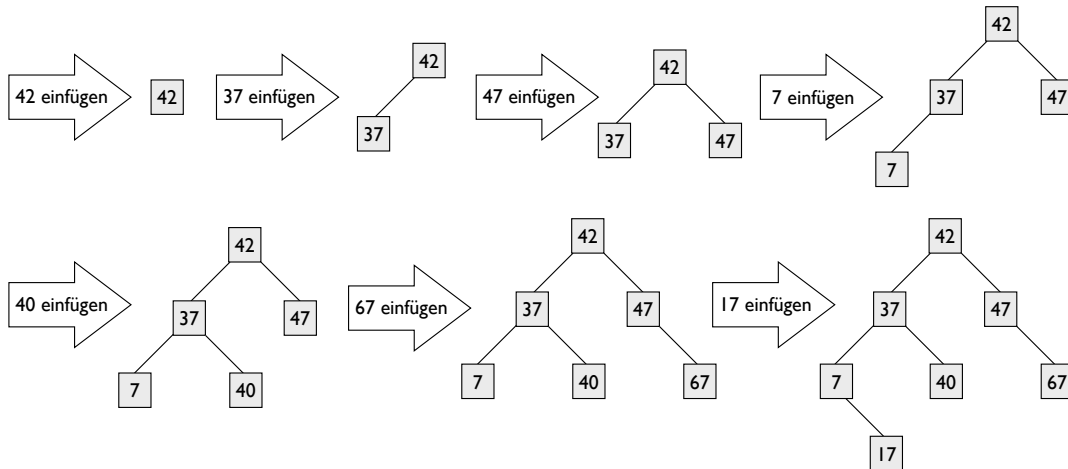 42 einfügen
42
37 einfügen
42
37
47 einfügen
42
37 47
7 einfügen
42
37 47
7
40 einfügen
42
37 47
7 40
67 einfügen
42
37 47
7 40 67
17 einfügen
42
37 47
7 40 67
17